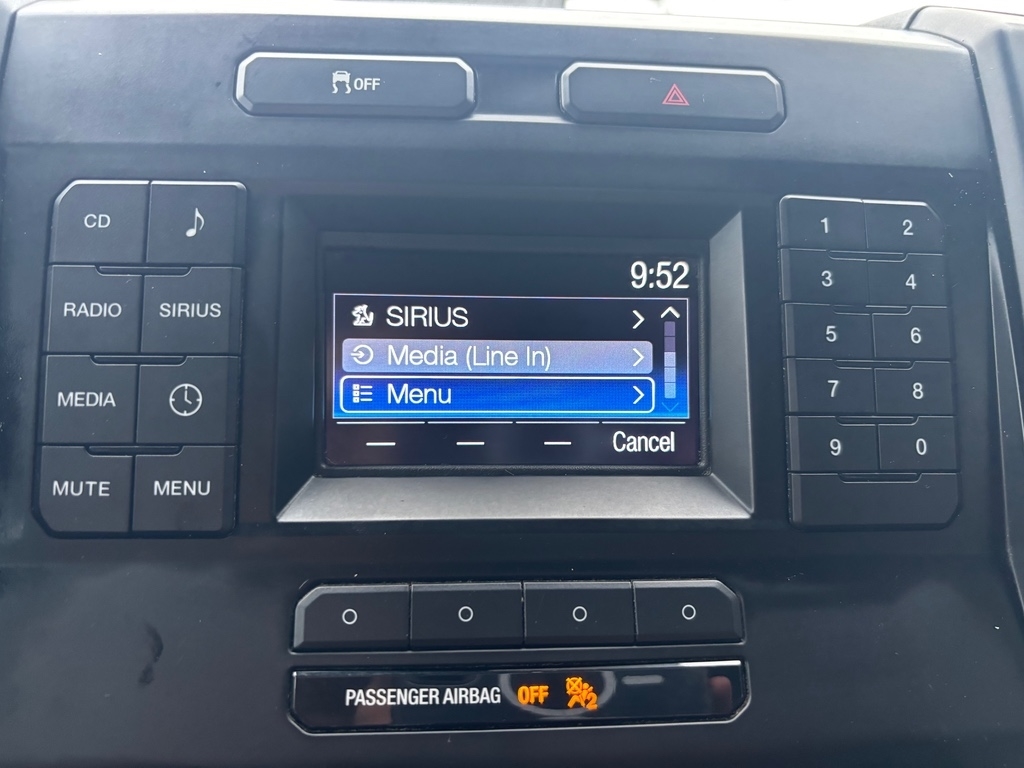 OFF
CD
RADIO SIRIUS
MEDIA
MUTE MENU
9:52
SIRIUS
Media (Line In)
Menu
Cancel
1 2
3 4
5 6
7 8
9 0
PASSENGER AIRBAG OFF 2